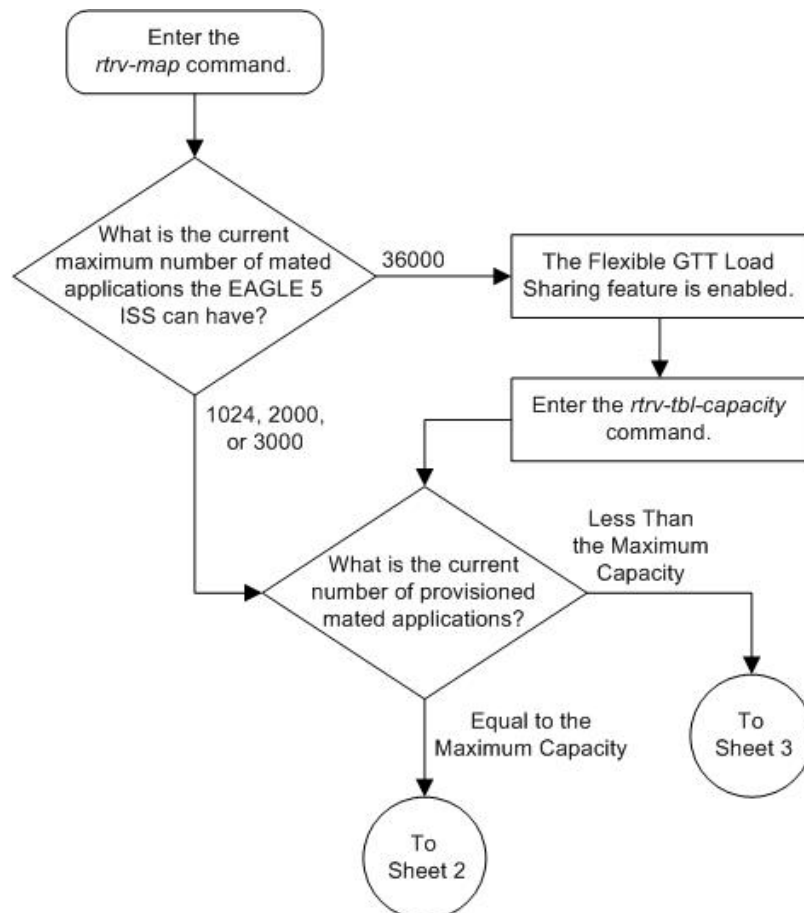 Enter the
rtrv-map command.
What is the current
maximum number of mated
applications the EAGLE 5
ISS can have?
36000
The Flexible GTT Load
Sharing feature is enabled.
Enter the rtrv-tbl-capacity
command.
1024, 2000,
or 3000
What is the current
number of provisioned
mated applications?
Less Than
the Maximum
Capacity
To
Sheet 3
Equal to the
Maximum Capacity
To
Sheet 2